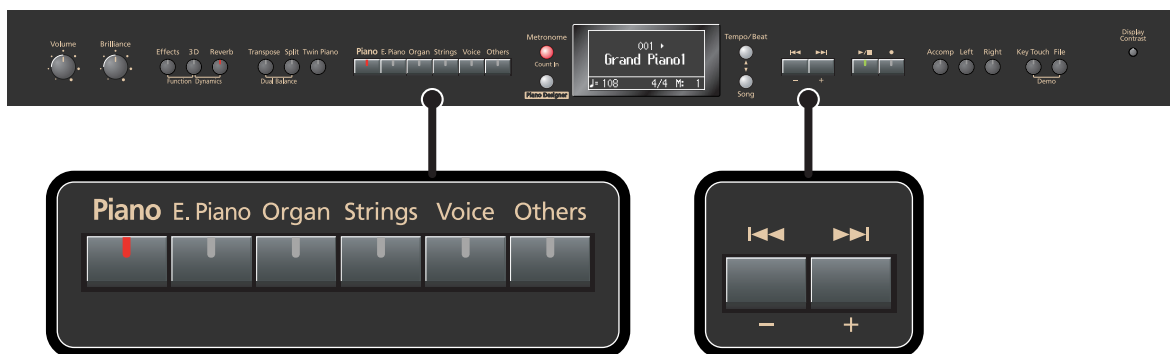 Volume
Brilliance
Effects 3D Reverb
Function Dynamics
Transpose Split Twin Piano
Dual Balance
Piano E. Piano Organ Strings Voice Others
Metronome
Count In
Piano Designer
001
Grand Piano1
♩= 108 4/4 M: 1
Tempo/Beat
Song
− +
Accomp Left Right
Key Touch File
Demo
Display
Contrast
Piano E. Piano Organ Strings Voice Others
− +